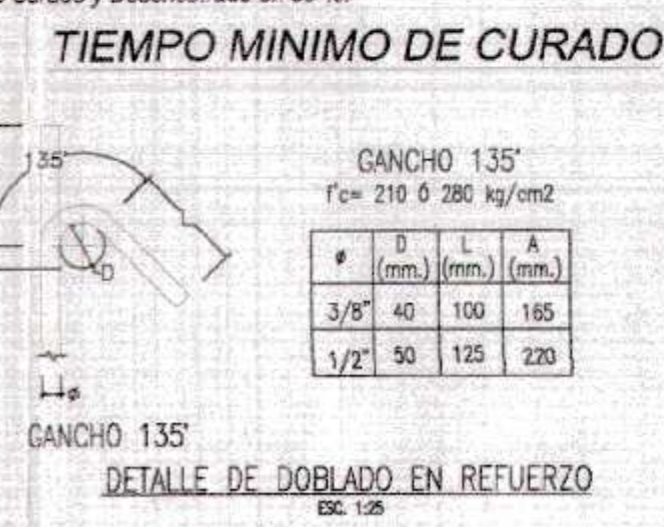 TIEMPO MINIMO DE CURADO
135°
D
ø
GANCHO 135°
GANCHO 135°
f'c= 210 ó 280 kg/cm2
ø D (mm.) L (mm.) A (mm.)
3/8" 40 100 165
1/2" 50 125 220
DETALLE DE DOBLADO EN REFUERZO
ESC. 1:25